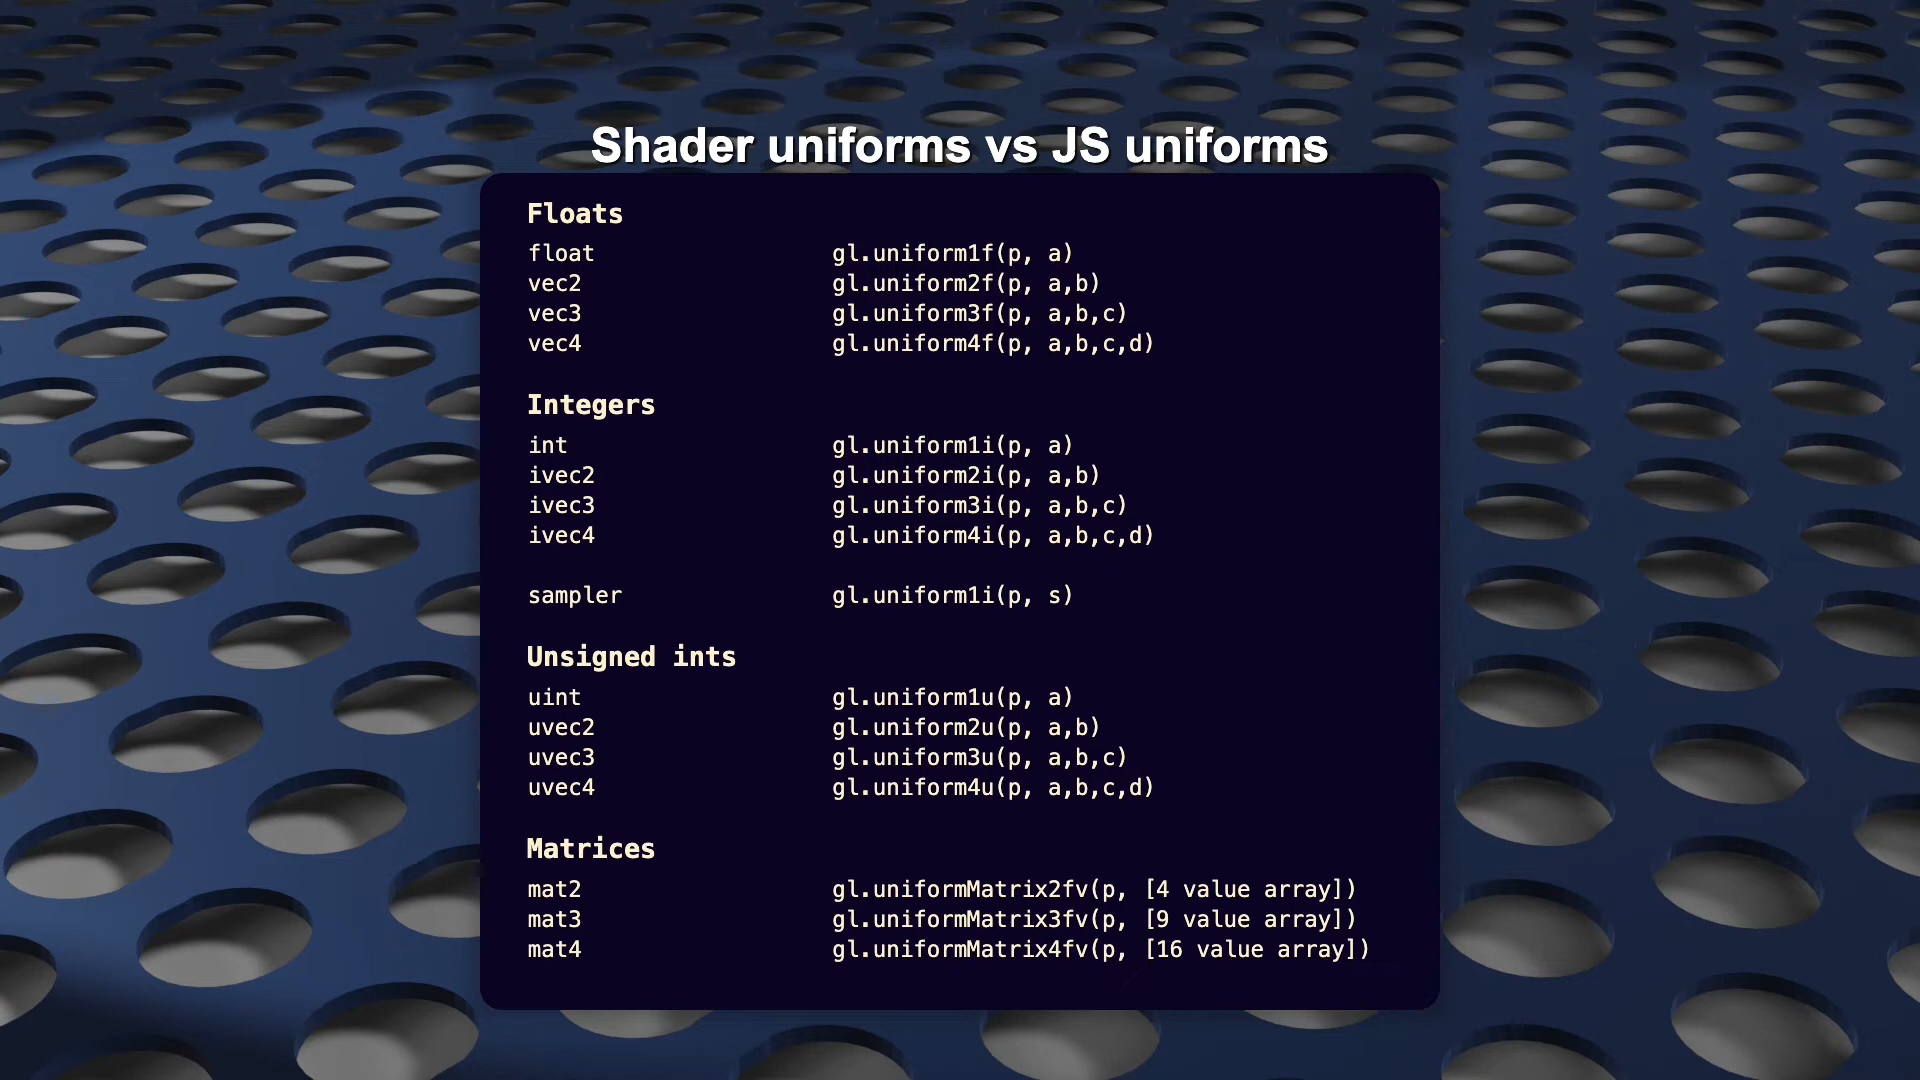 Shader uniforms vs JS uniforms
Floats
float gl.uniform1f(p, a)
vec2 gl.uniform2f(p, a,b)
vec3 gl.uniform3f(p, a,b,c)
vec4 gl.uniform4f(p, a,b,c,d)
Integers
int gl.uniform1i(p, a)
ivec2 gl.uniform2i(p, a,b)
ivec3 gl.uniform3i(p, a,b,c)
ivec4 gl.uniform4i(p, a,b,c,d)
sampler gl.uniform1i(p, s)
Unsigned ints
uint gl.uniform1u(p, a)
uvec2 gl.uniform2u(p, a,b)
uvec3 gl.uniform3u(p, a,b,c)
uvec4 gl.uniform4u(p, a,b,c,d)
Matrices
mat2 gl.uniformMatrix2fv(p, [4 value array])
mat3 gl.uniformMatrix3fv(p, [9 value array])
mat4 gl.uniformMatrix4fv(p, [16 value array])